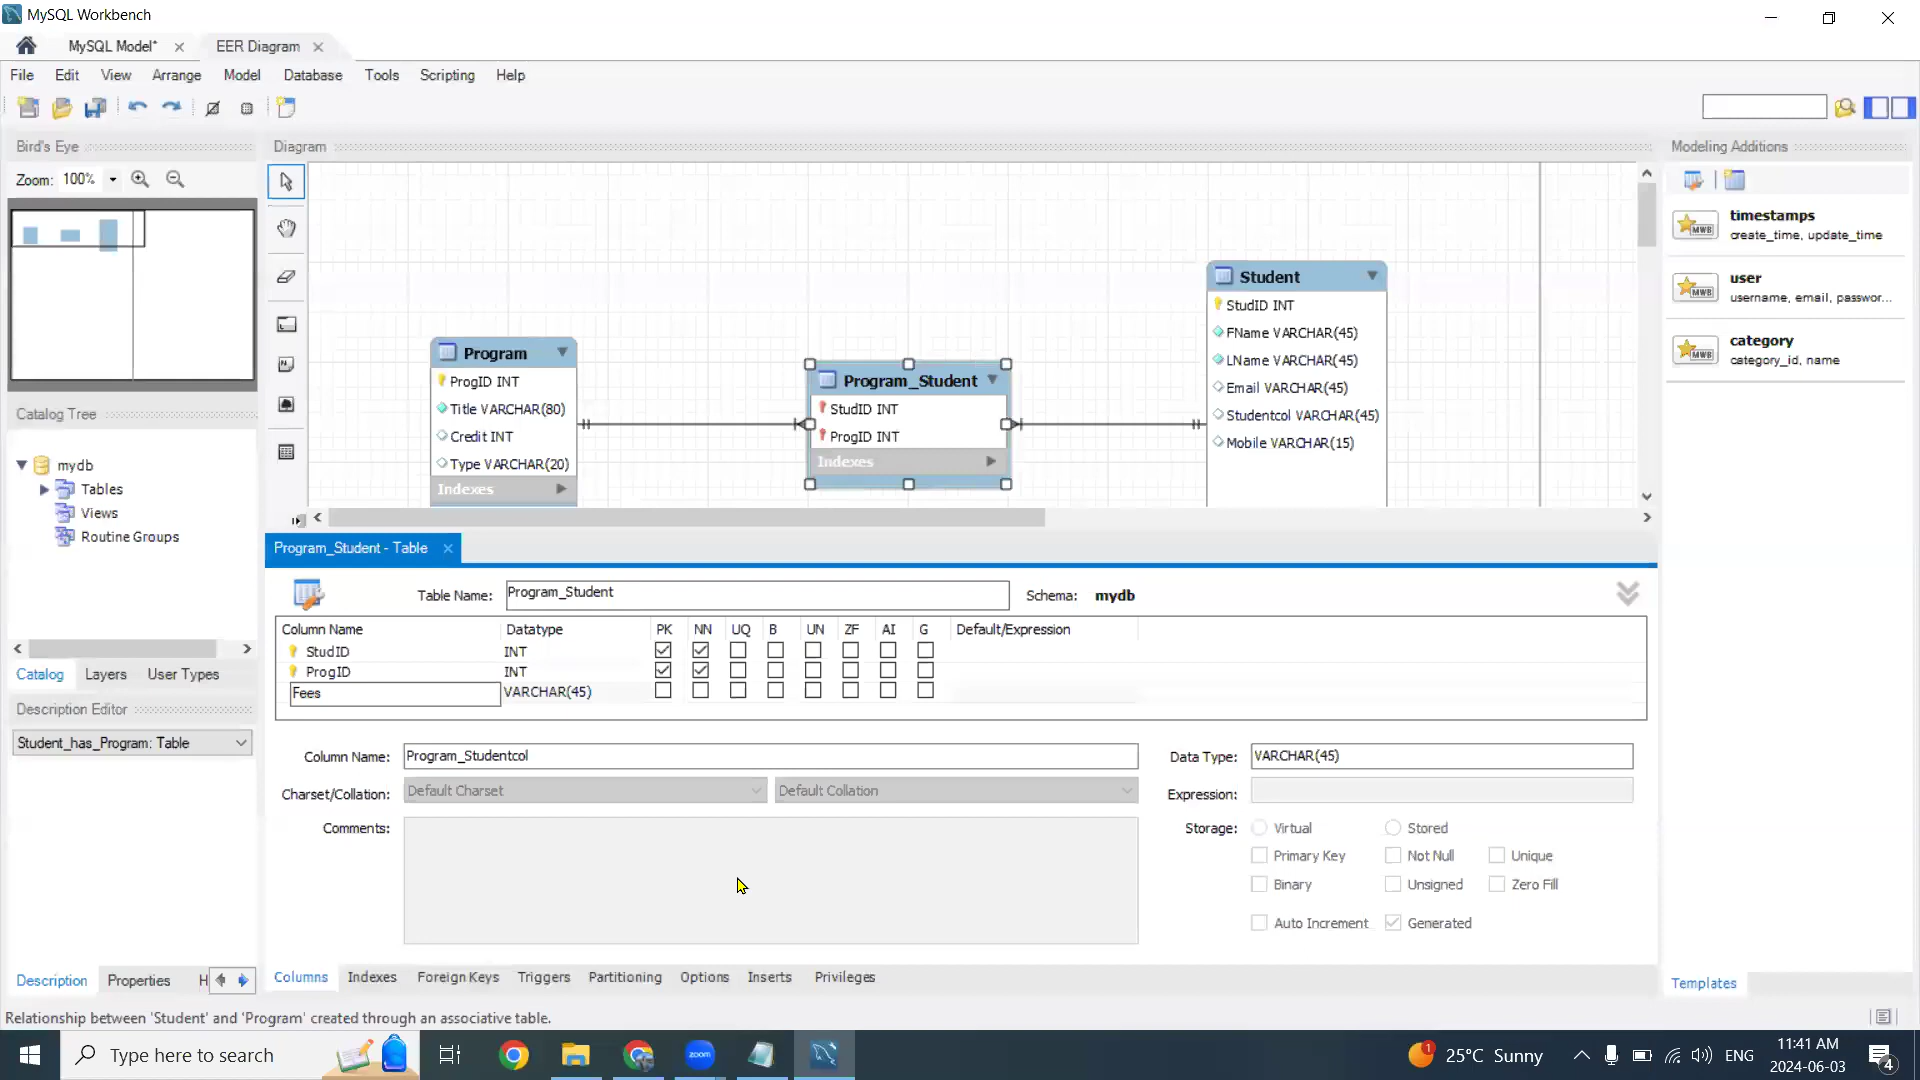 MySQL Workbench
MySQL Model* EER Diagram
File Edit View Arrange Model Database Tools Scripting Help
Bird's Eye
Zoom: 100%
Catalog Tree
mydb
Tables
Views
Routine Groups
Catalog Layers User Types
Description Editor
Student_has_Program: Table
Description Properties H
Diagram
Program
ProgID INT
Title VARCHAR(80)
Credit INT
Type VARCHAR(20)
Indexes
Program_Student
StudID INT
ProgID INT
Indexes
Student
StudID INT
FName VARCHAR(45)
LName VARCHAR(45)
Email VARCHAR(45)
Studentcol VARCHAR(45)
Mobile VARCHAR(15)
Program_Student - Table
Table Name: Program_Student Schema: mydb
Column Name Datatype PK NN UQ B UN ZF AI G Default/Expression
StudID INT
ProgID INT
Fees VARCHAR(45)
Column Name: Program_Studentcol Data Type: VARCHAR(45)
Charset/Collation: Default Charset Default Collation Expression:
Comments: Storage: Virtual Stored
Primary Key Not Null Unique
Binary Unsigned Zero Fill
Auto Increment Generated
Columns Indexes Foreign Keys Triggers Partitioning Options Inserts Privileges
Modeling Additions
MWB
timestamps
create_time, update_time
MWB
user
username, email, passwor...
MWB
category
category_id, name
Templates
Relationship between 'Student' and 'Program' created through an associative table.
Type here to search
zoom
1
25°C Sunny
ENG
11:41 AM
2024-06-03
4